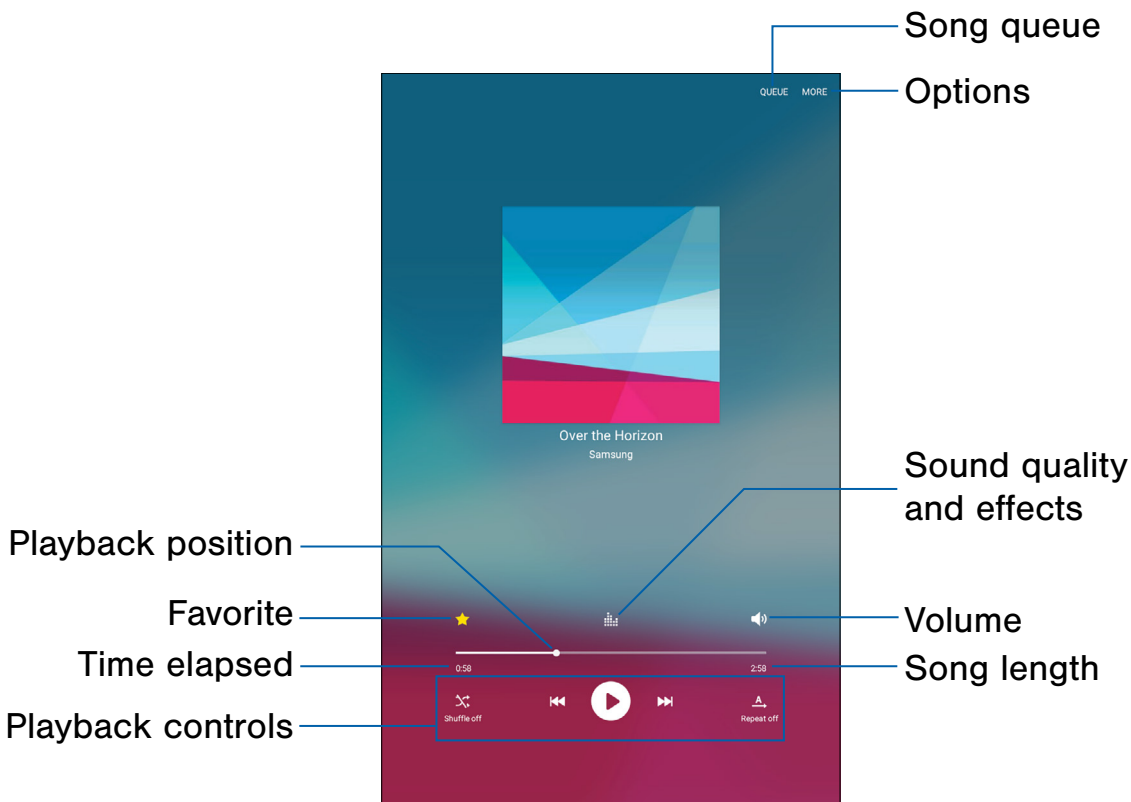 Song queue
QUEUE MORE
Options
Over the Horizon
Samsung
Sound quality
and effects
Playback position
Favorite
Volume
Time elapsed
0:58
2:58
Song length
Playback controls
Shuffle off
A
Repeat off